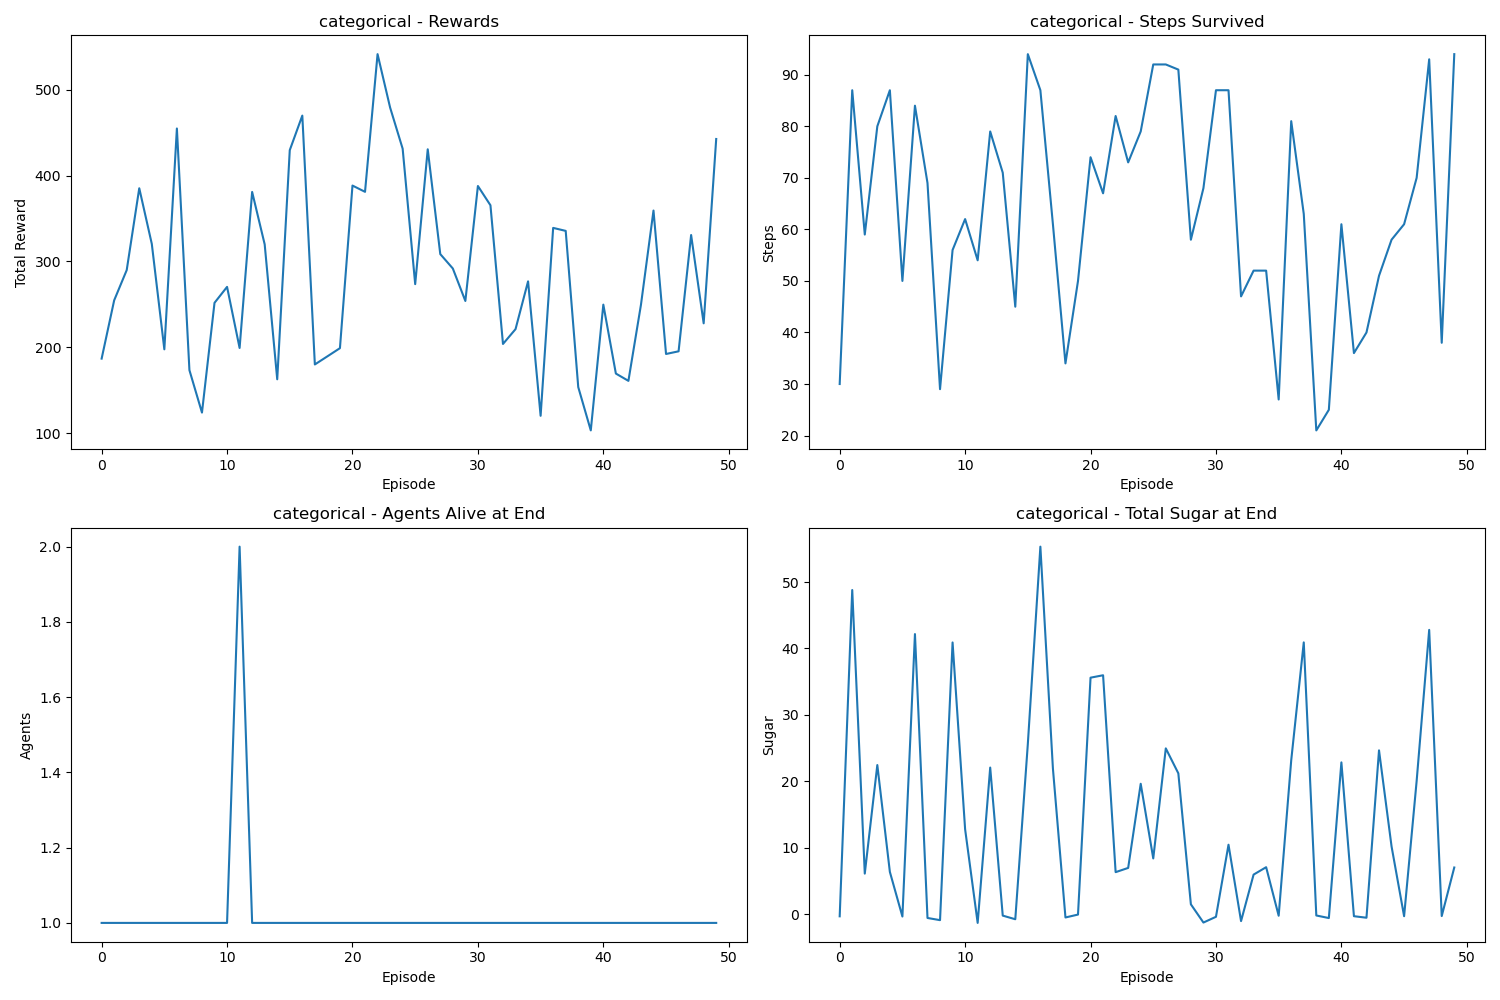 categorical - Rewards
Total Reward
500
400
300
200
100
0 10 20 30 40 50
Episode
categorical - Steps Survived
Steps
90
80
70
60
50
40
30
20
0 10 20 30 40 50
Episode
categorical - Agents Alive at End
Agents
2.0
1.8
1.6
1.4
1.2
1.0
0 10 20 30 40 50
Episode
categorical - Total Sugar at End
Sugar
50
40
30
20
10
0
0 10 20 30 40 50
Episode